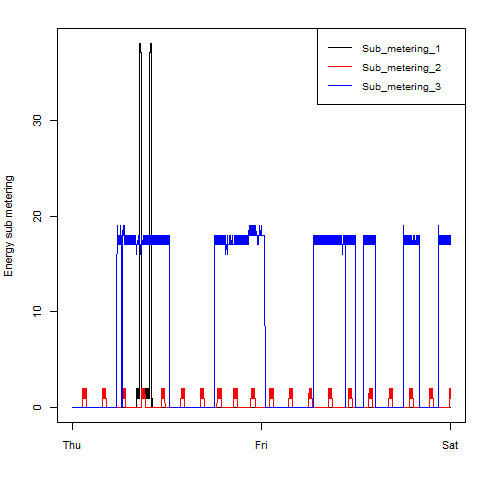 Sub_metering_1
Sub_metering_2
Sub_metering_3
Energy sub metering
30
20
10
0
Thu
Fri
Sat